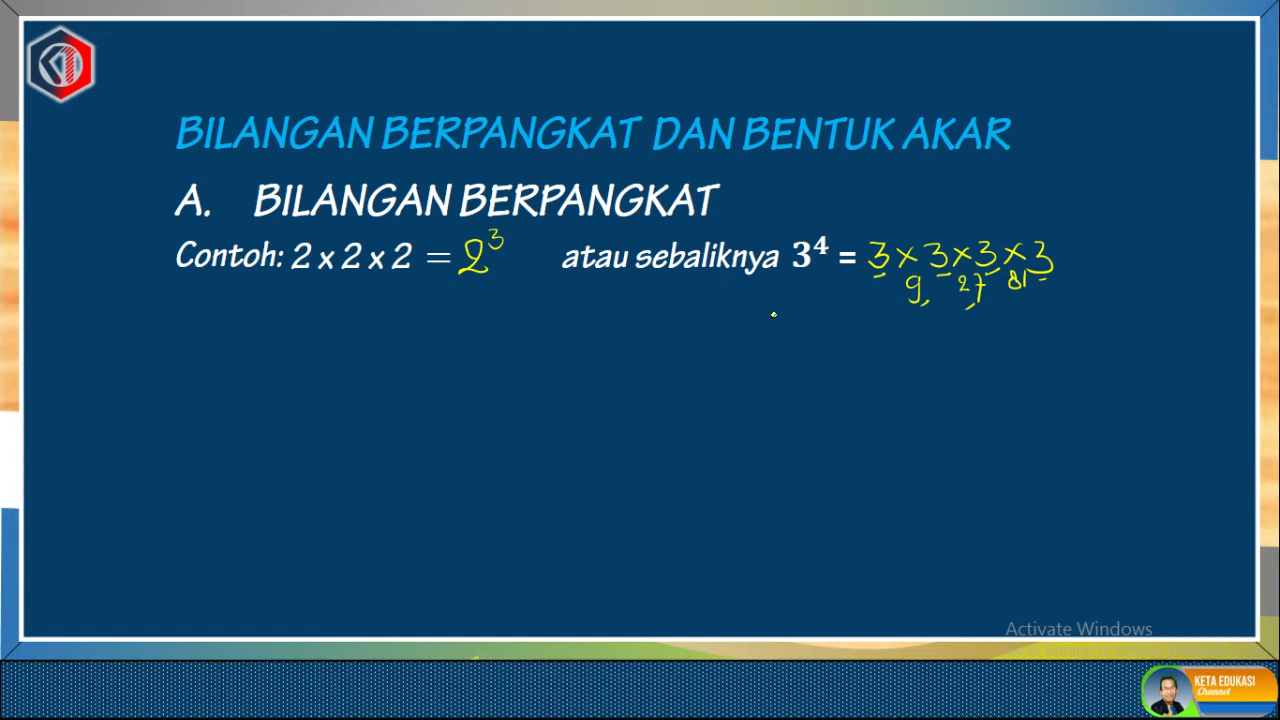 BILANGAN BERPANGKAT DAN BENTUK AKAR
A. BILANGAN BERPANGKAT
Contoh: 2 x 2 x 2 = 2³ atau sebaliknya 3⁴ = 3 × 3 × 3 × 3
9, 27, 81
Activate Windows
KETA EDUKASI
Channel